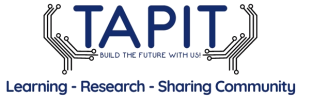 TAPIT
BUILD THE FUTURE WITH US!
Learning - Research - Sharing Community